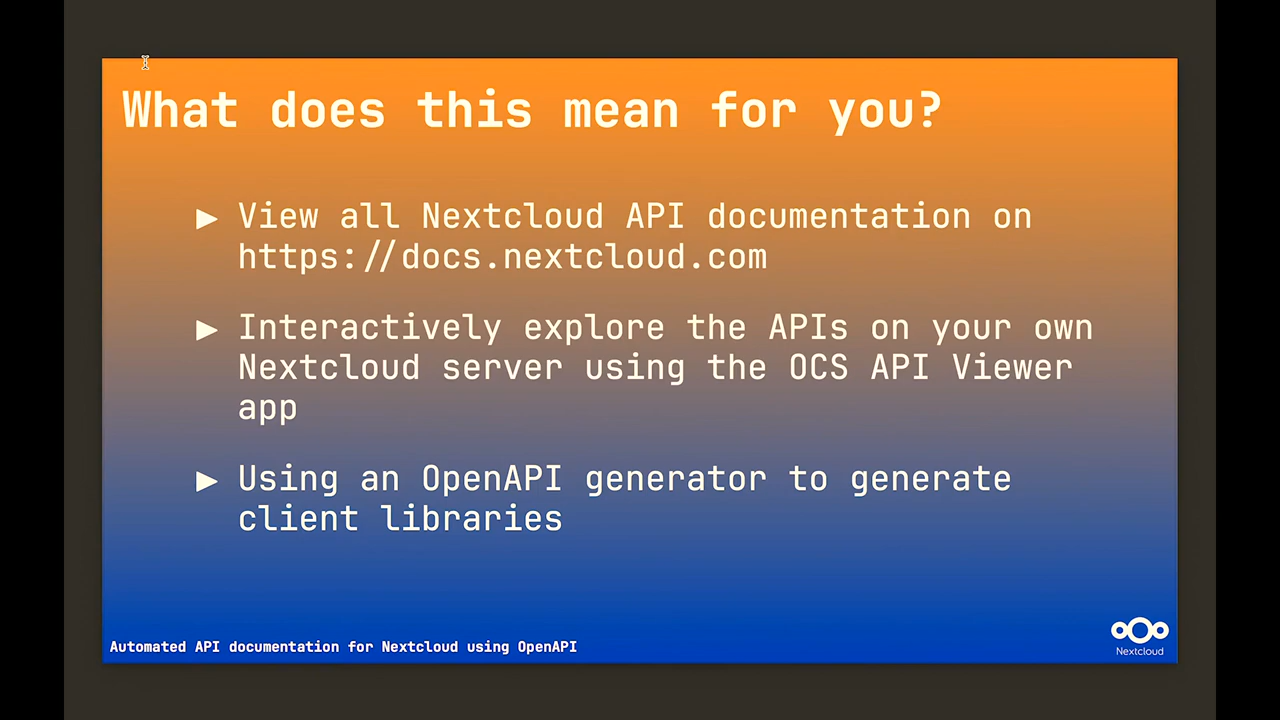 What does this mean for you?
▶ View all Nextcloud API documentation on
https://docs.nextcloud.com
▶ Interactively explore the APIs on your own
Nextcloud server using the OCS API Viewer
app
▶ Using an OpenAPI generator to generate
client libraries
Automated API documentation for Nextcloud using OpenAPI
Nextcloud